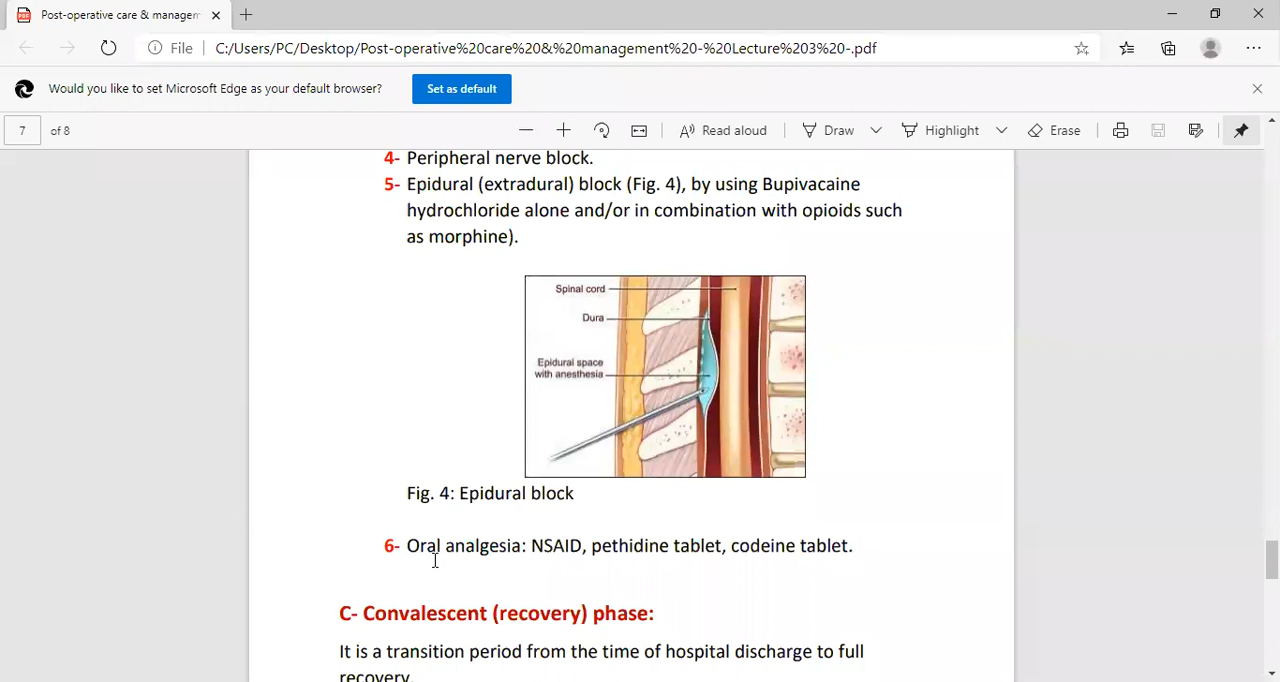 Post-operative care & managemen
File
C:/Users/PC/Desktop/Post-operative%20care%20&%20management%20-%20Lecture%203%20-.pdf
Would you like to set Microsoft Edge as your default browser?
Set as default
7 of 8
Read aloud
Draw
Highlight
Erase
4- Peripheral nerve block.
5- Epidural (extradural) block (Fig. 4), by using Bupivacaine
hydrochloride alone and/or in combination with opioids such
as morphine).
Spinal cord
Dura
Epidural space
with anesthesia
Fig. 4: Epidural block
6- Oral analgesia: NSAID, pethidine tablet, codeine tablet.
C- Convalescent (recovery) phase:
It is a transition period from the time of hospital discharge to full
recovery.